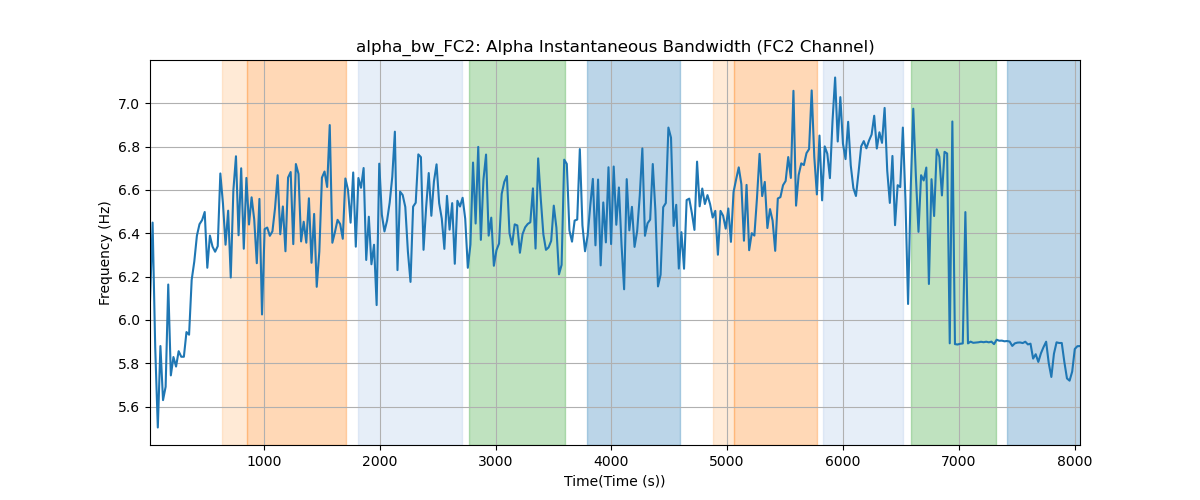 alpha_bw_FC2: Alpha Instantaneous Bandwidth (FC2 Channel)
Frequency (Hz)
7.0
6.8
6.6
6.4
6.2
6.0
5.8
5.6
1000 2000 3000 4000 5000 6000 7000 8000
Time(Time (s))